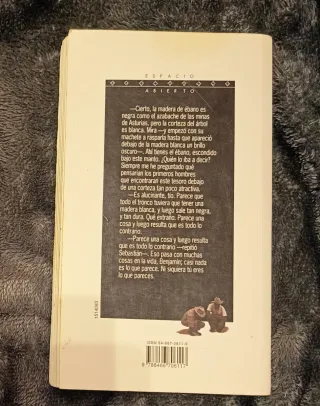 ESPACIO
ABIERTO
—Cierto, la madera de ébano es
negra como el azabache de las minas
de Asturias, pero la corteza del árbol
es blanca. Mira —y empezó con su
machete a rasparla hasta que apareció
debajo de la madera blanca un brillo
oscuro—. Ahí tienes el ébano, escondido
bajo este manto. ¿Quién lo iba a decir?
Siempre me he preguntado qué
pensarían los primeros hombres
que encontraran este tesoro debajo
de una corteza tan poco atractiva.
—Es alucinante, tío. Parece que
todo el tronco tuviera que tener una
madera blanca, y luego sale tan negra,
y tan dura. Qué extraño. Parece una
cosa y luego resulta que es todo lo
contrario.
—Parece una cosa y luego resulta
que es todo lo contrario —repitió
Sebastian—. Eso pasa con muchas
cosas en la vida, Benjamín; casi nada
es lo que parece. Ni siquiera tú eres
lo que pareces.